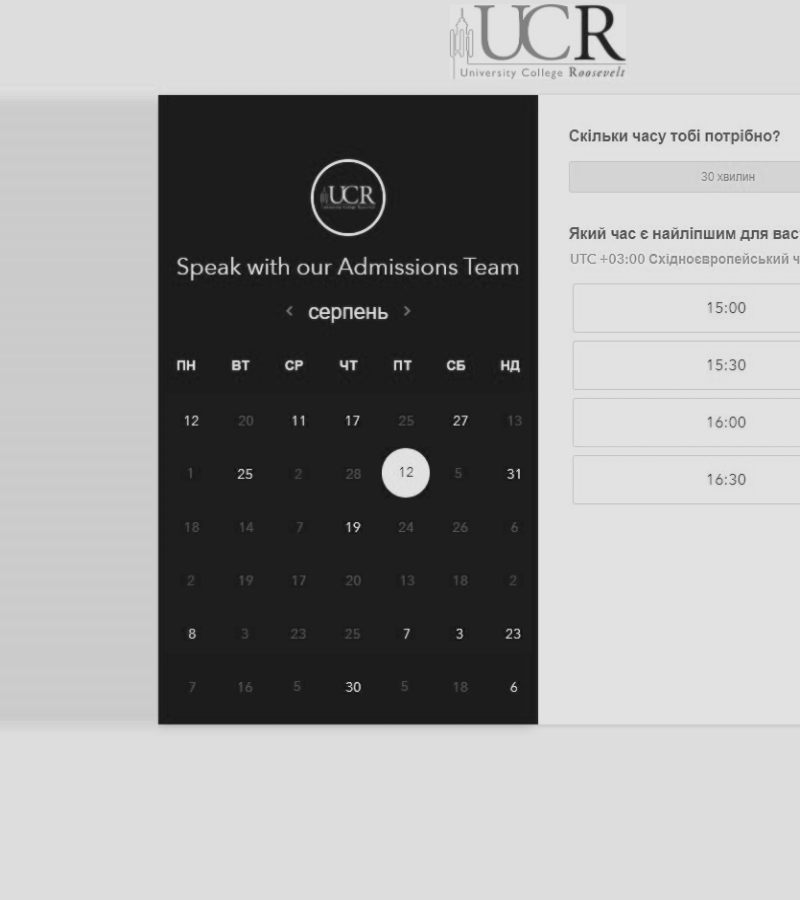 UCR
University College Roosevelt
UCR
Speak with our Admissions Team
< серпень >
ПН ВТ СР ЧТ ПТ СБ НД
12 20 11 17 25 27 13
1 25 2 28 12 5 31
18 14 7 19 24 26 6
2 19 17 20 13 18 2
8 3 23 25 7 3 23
7 16 5 30 5 18 6
Скільки часу тобі потрібно?
30 хвилин
Який час є найліпшим для вас
UTC +03:00 Східноєвропейський ч
15:00
15:30
16:00
16:30